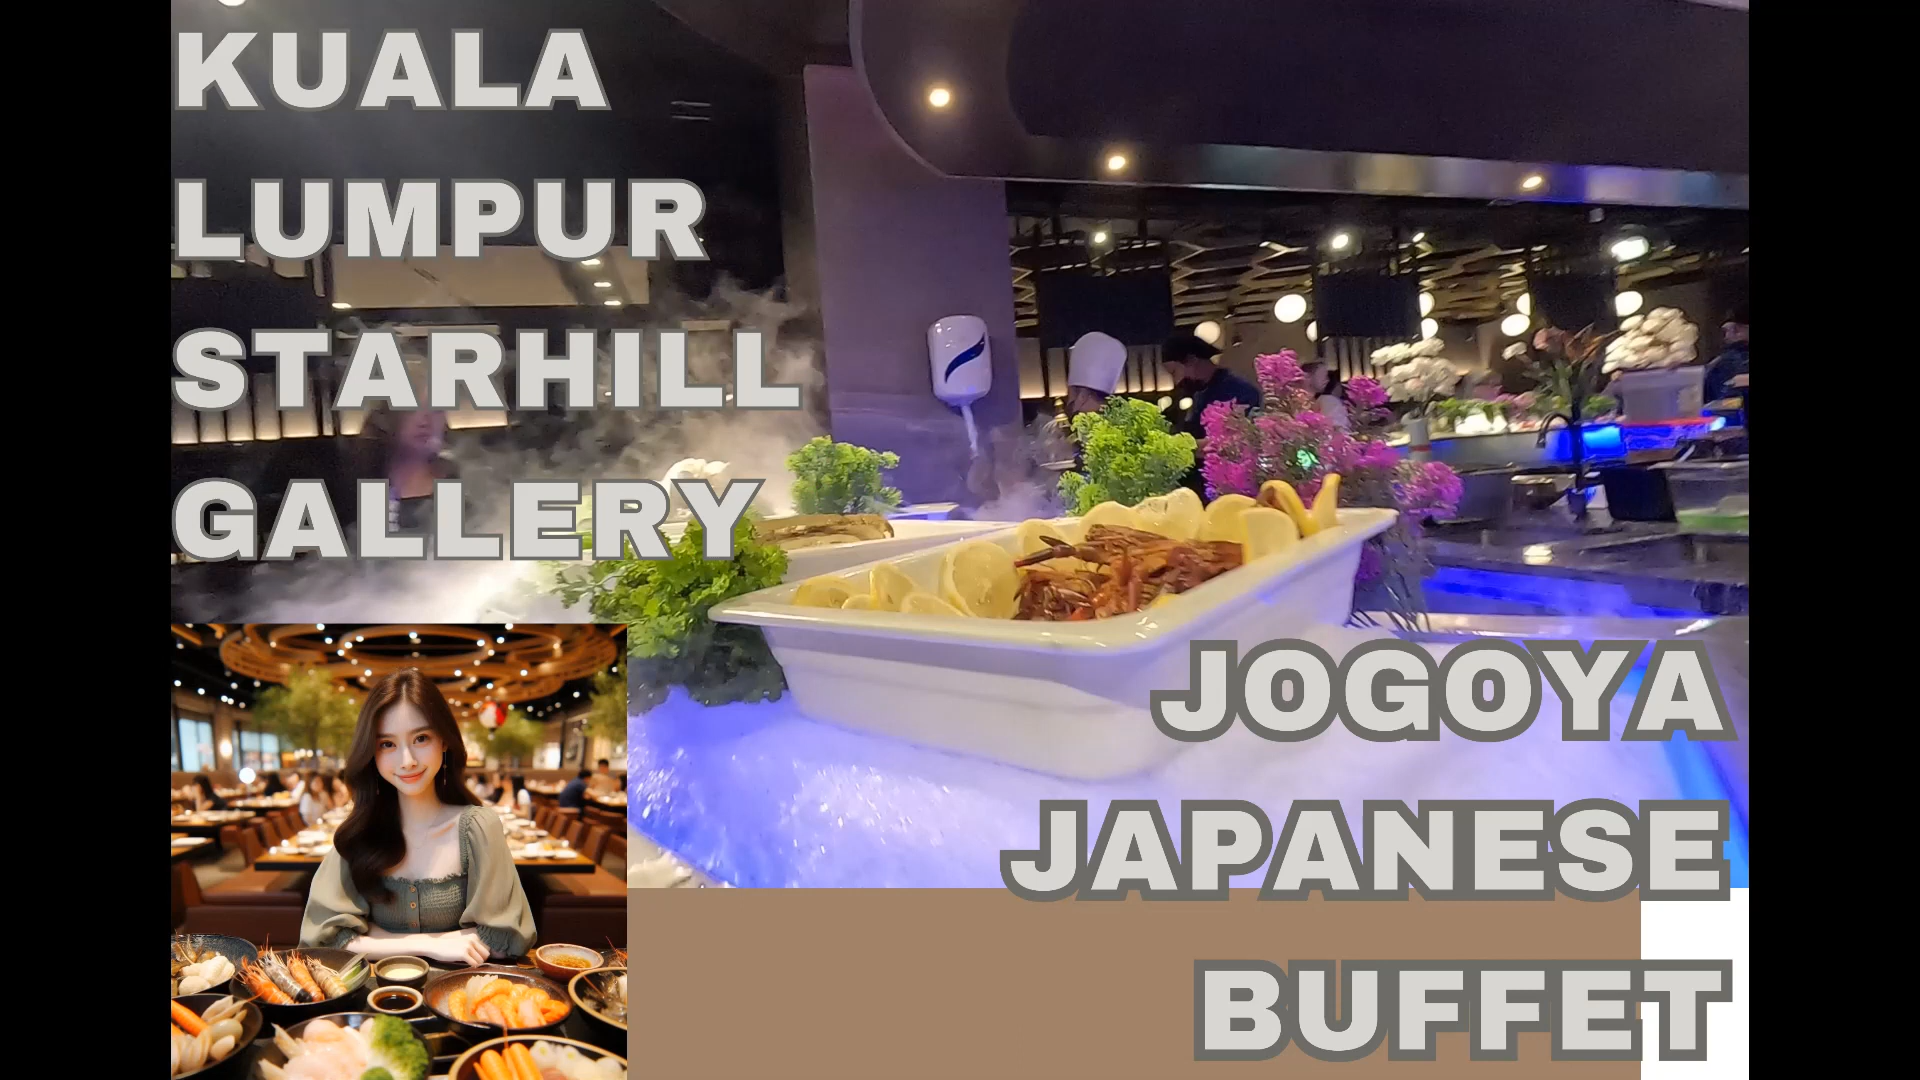 KUALA
LUMPUR
STARHILL
GALLERY
JOGOYA
JAPANESE
BUFFET